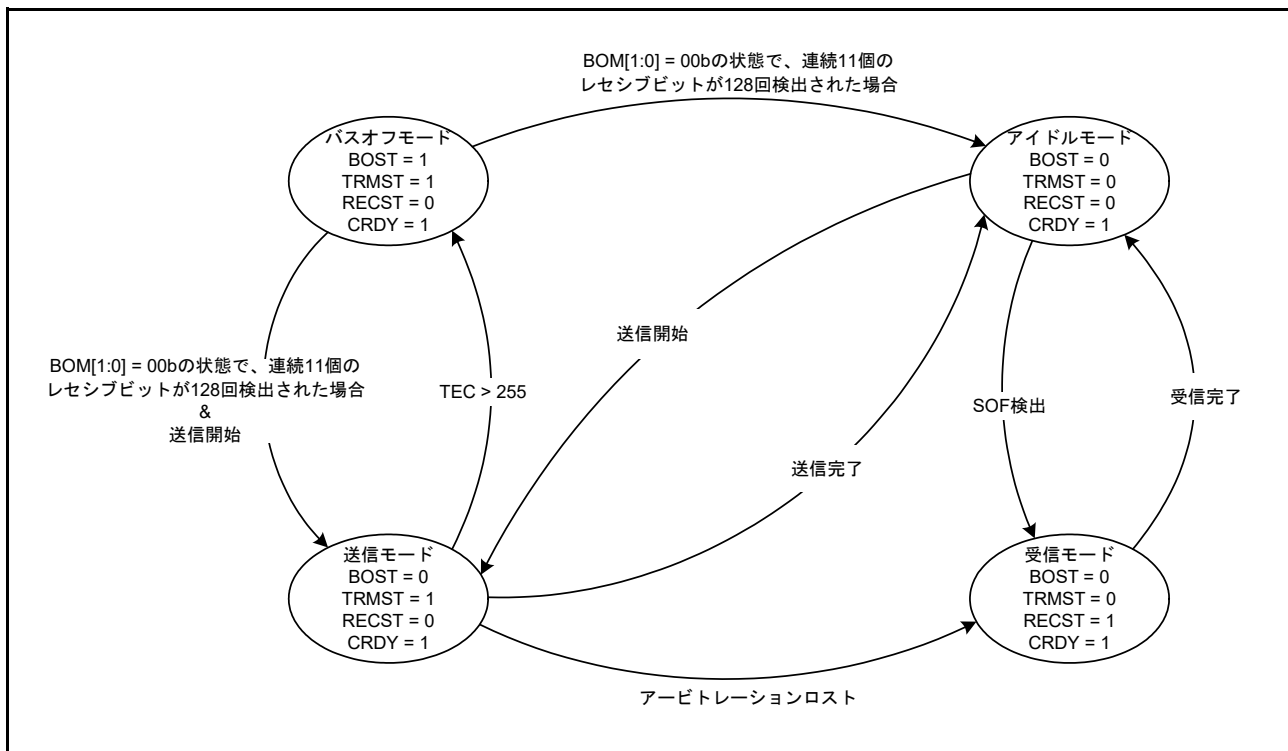 BOM[1:0] = 00bの状態で、連続11個の
レセシブビットが128回検出された場合
バスオフモード
BOST = 1
TRMST = 1
RECST = 0
CRDY = 1
アイドルモード
BOST = 0
TRMST = 0
RECST = 0
CRDY = 1
送信開始
BOM[1:0] = 00bの状態で、連続11個の
レセシブビットが128回検出された場合
&
送信開始
TEC > 255
SOF検出
受信完了
送信完了
送信モード
BOST = 0
TRMST = 1
RECST = 0
CRDY = 1
受信モード
BOST = 0
TRMST = 0
RECST = 1
CRDY = 1
アービトレーションロスト